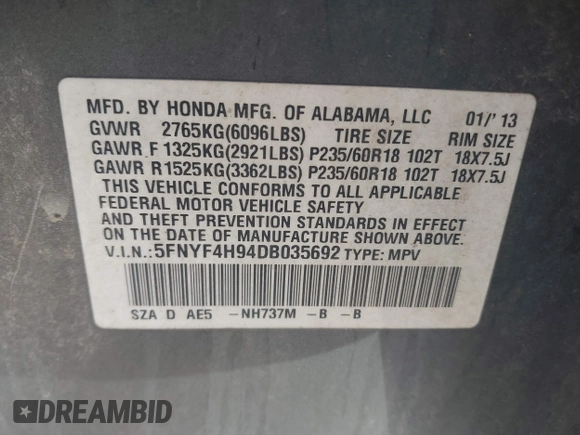 MFD. BY HONDA MFG. OF ALABAMA, LLC 01/'13
GVWR 2765KG(6096LBS) TIRE SIZE RIM SIZE
GAWR F 1325KG(2921LBS) P235/60R18 102T 18X7.5J
GAWR R1525KG(3362LBS) P235/60R18 102T 18X7.5J
THIS VEHICLE CONFORMS TO ALL APPLICABLE
FEDERAL MOTOR VEHICLE SAFETY
AND THEFT PREVENTION STANDARDS IN EFFECT
ON THE DATE OF MANUFACTURE SHOWN ABOVE.
V.I.N.:5FNYF4H94DB035692 TYPE: MPV
SZA D AE5 -NH737M -B -B
DREAMBID